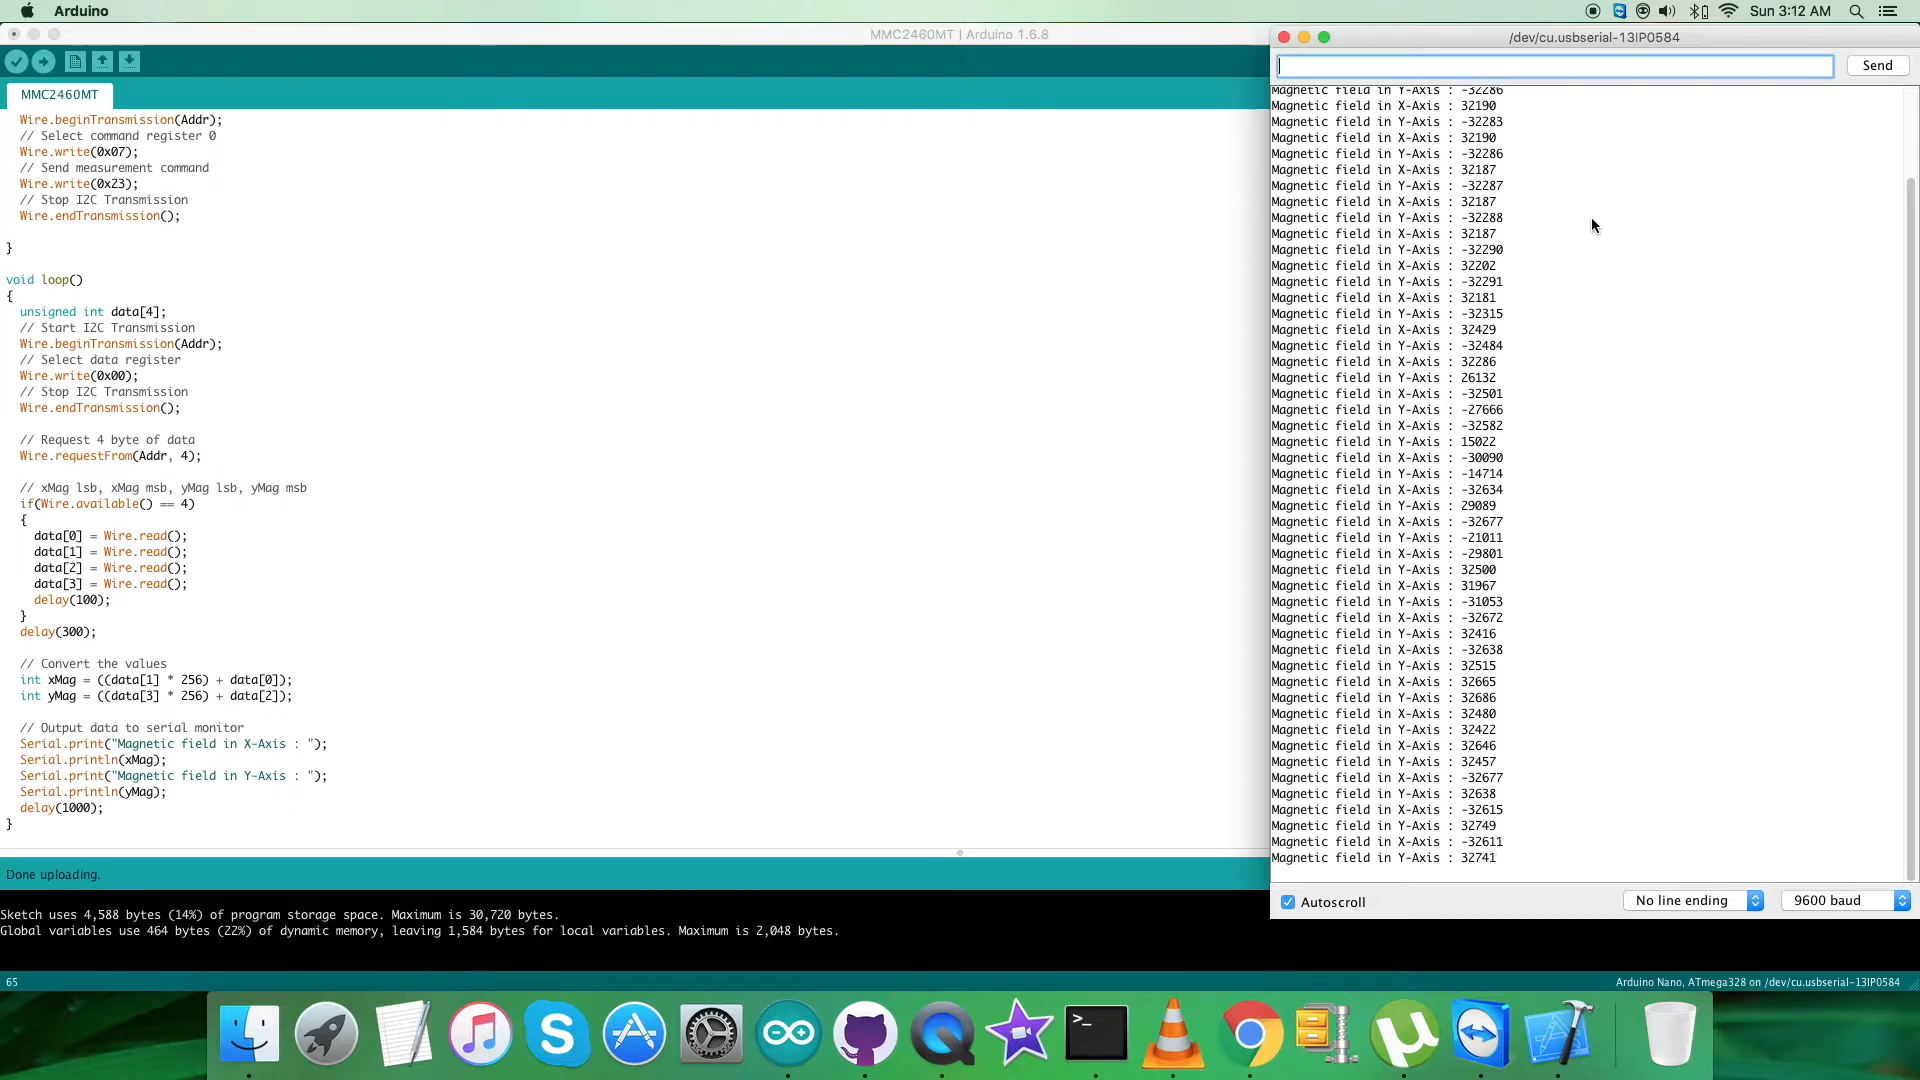 Arduino
Sun 3:12 AM
MMC2460MT | Arduino 1.6.8
MMC2460MT
Wire.beginTransmission(Addr);
// Select command register 0
Wire.write(0x07);
// Send measurement command
Wire.write(0x23);
// Stop I2C Transmission
Wire.endTransmission();
}
void loop()
{
unsigned int data[4];
// Start I2C Transmission
Wire.beginTransmission(Addr);
// Select data register
Wire.write(0x00);
// Stop I2C Transmission
Wire.endTransmission();
// Request 4 byte of data
Wire.requestFrom(Addr, 4);
// xMag lsb, xMag msb, yMag lsb, yMag msb
if(Wire.available() == 4)
{
data[0] = Wire.read();
data[1] = Wire.read();
data[2] = Wire.read();
data[3] = Wire.read();
delay(100);
}
delay(300);
// Convert the values
int xMag = ((data[1] * 256) + data[0]);
int yMag = ((data[3] * 256) + data[2]);
// Output data to serial monitor
Serial.print("Magnetic field in X-Axis : ");
Serial.println(xMag);
Serial.print("Magnetic field in Y-Axis : ");
Serial.println(yMag);
delay(1000);
}
Done uploading.
Sketch uses 4,588 bytes (14%) of program storage space. Maximum is 30,720 bytes.
Global variables use 464 bytes (22%) of dynamic memory, leaving 1,584 bytes for local variables. Maximum is 2,048 bytes.
65
Arduino Nano, ATmega328 on /dev/cu.usbserial-13IP0584
/dev/cu.usbserial-13IP0584
Send
Magnetic field in Y-Axis : -32286
Magnetic field in X-Axis : 32190
Magnetic field in Y-Axis : -32283
Magnetic field in X-Axis : 32190
Magnetic field in Y-Axis : -32286
Magnetic field in X-Axis : 32187
Magnetic field in Y-Axis : -32287
Magnetic field in X-Axis : 32187
Magnetic field in Y-Axis : -32288
Magnetic field in X-Axis : 32187
Magnetic field in Y-Axis : -32290
Magnetic field in X-Axis : 32202
Magnetic field in Y-Axis : -32291
Magnetic field in X-Axis : 32181
Magnetic field in Y-Axis : -32315
Magnetic field in X-Axis : 32429
Magnetic field in Y-Axis : -32484
Magnetic field in X-Axis : 32286
Magnetic field in Y-Axis : 26132
Magnetic field in X-Axis : -32501
Magnetic field in Y-Axis : -27666
Magnetic field in X-Axis : -32582
Magnetic field in Y-Axis : 15022
Magnetic field in X-Axis : -30090
Magnetic field in Y-Axis : -14714
Magnetic field in X-Axis : -32634
Magnetic field in Y-Axis : 29089
Magnetic field in X-Axis : -32677
Magnetic field in Y-Axis : -21011
Magnetic field in X-Axis : -29801
Magnetic field in Y-Axis : 32500
Magnetic field in X-Axis : 31967
Magnetic field in Y-Axis : -31053
Magnetic field in X-Axis : -32672
Magnetic field in Y-Axis : 32416
Magnetic field in X-Axis : -32638
Magnetic field in Y-Axis : 32515
Magnetic field in X-Axis : 32665
Magnetic field in Y-Axis : 32686
Magnetic field in X-Axis : 32480
Magnetic field in Y-Axis : 32422
Magnetic field in X-Axis : 32646
Magnetic field in Y-Axis : 32457
Magnetic field in X-Axis : -32677
Magnetic field in Y-Axis : 32638
Magnetic field in X-Axis : -32615
Magnetic field in Y-Axis : 32749
Magnetic field in X-Axis : -32611
Magnetic field in Y-Axis : 32741
Autoscroll
No line ending
9600 baud